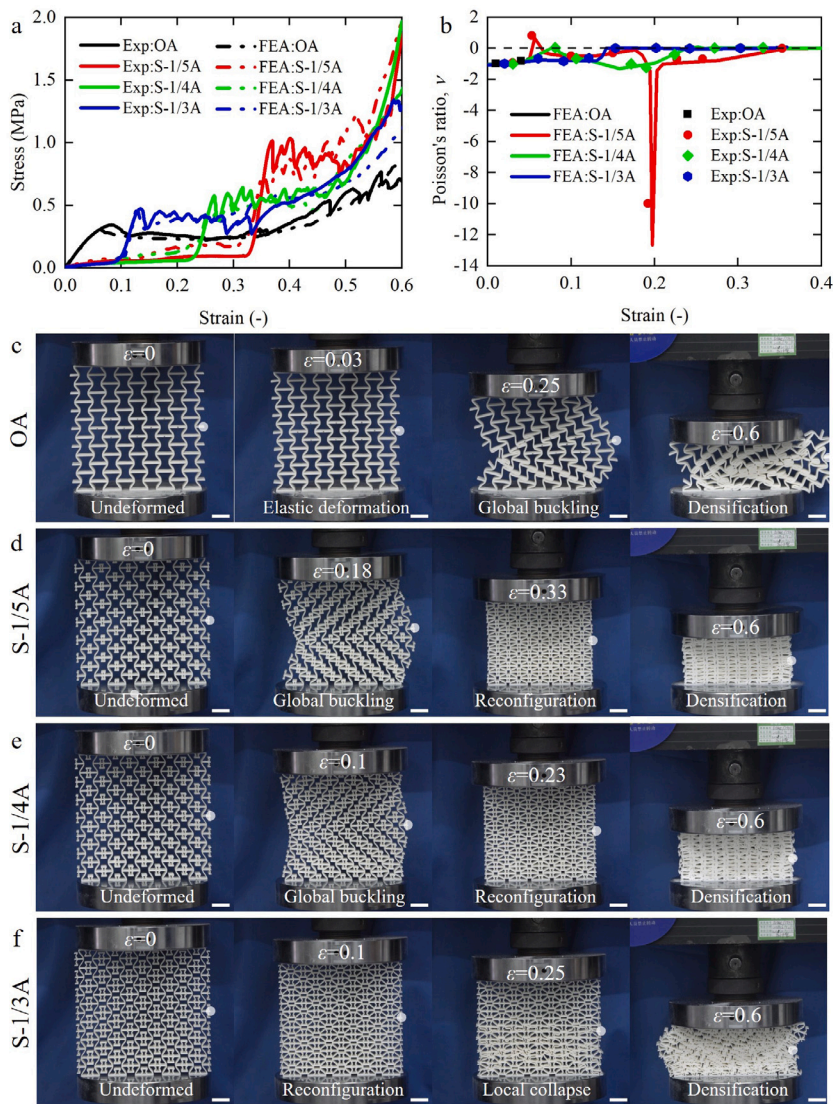 a
2.0
1.5
1.0
0.5
0.0
Stress (MPa)
Exp:OA FEA:OA
Exp:S-1/5A FEA:S-1/5A
Exp:S-1/4A FEA:S-1/4A
Exp:S-1/3A FEA:S-1/3A
0.0 0.1 0.2 0.3 0.4 0.5 0.6
Strain (-)
b
0
-2
-4
-6
-8
-10
-12
-14
Poisson's ratio, ν
FEA:OA Exp:OA
FEA:S-1/5A Exp:S-1/5A
FEA:S-1/4A Exp:S-1/4A
FEA:S-1/3A Exp:S-1/3A
0.0 0.1 0.2 0.3 0.4
Strain (-)
c
OA
ε=0 ε=0.03 ε=0.25 ε=0.6
Undeformed Elastic deformation Global buckling Densification
d
S-1/5A
ε=0 ε=0.18 ε=0.33 ε=0.6
Undeformed Global buckling Reconfiguration Densification
e
S-1/4A
ε=0 ε=0.1 ε=0.23 ε=0.6
Undeformed Global buckling Reconfiguration Densification
f
S-1/3A
ε=0 ε=0.1 ε=0.25 ε=0.6
Undeformed Reconfiguration Local collapse Densification